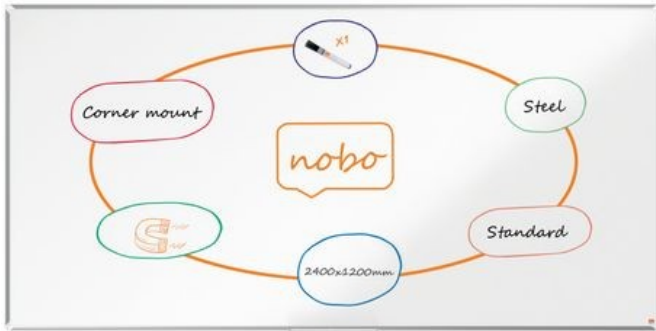 X1
Corner mount
Steel
nobo
Standard
2400x1200mm